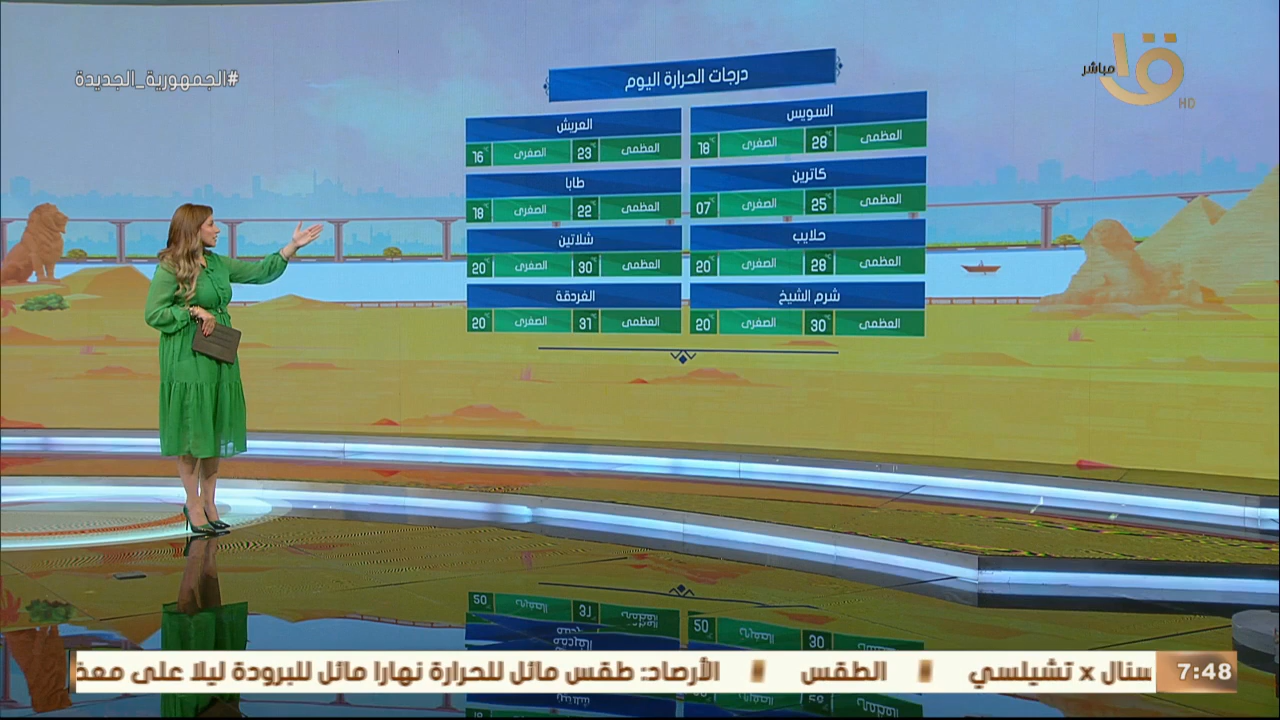 #الجمهورية_الجديدة
مباشر
HD
درجات الحرارة اليوم
السويس
العظمى 28 الصغرى 18
العريش
العظمى 23 الصغرى 16
كاترين
العظمى 25 الصغرى 07
طابا
العظمى 22 الصغرى 18
حلايب
العظمى 28 الصغرى 20
شلاتين
العظمى 30 الصغرى 20
شرم الشيخ
العظمى 30 الصغرى 20
الغردقة
العظمى 31 الصغرى 20
7:48
سنال x تشيلسي الطقس الأرصاد: طقس مائل للحرارة نهارا مائل للبرودة ليلا على